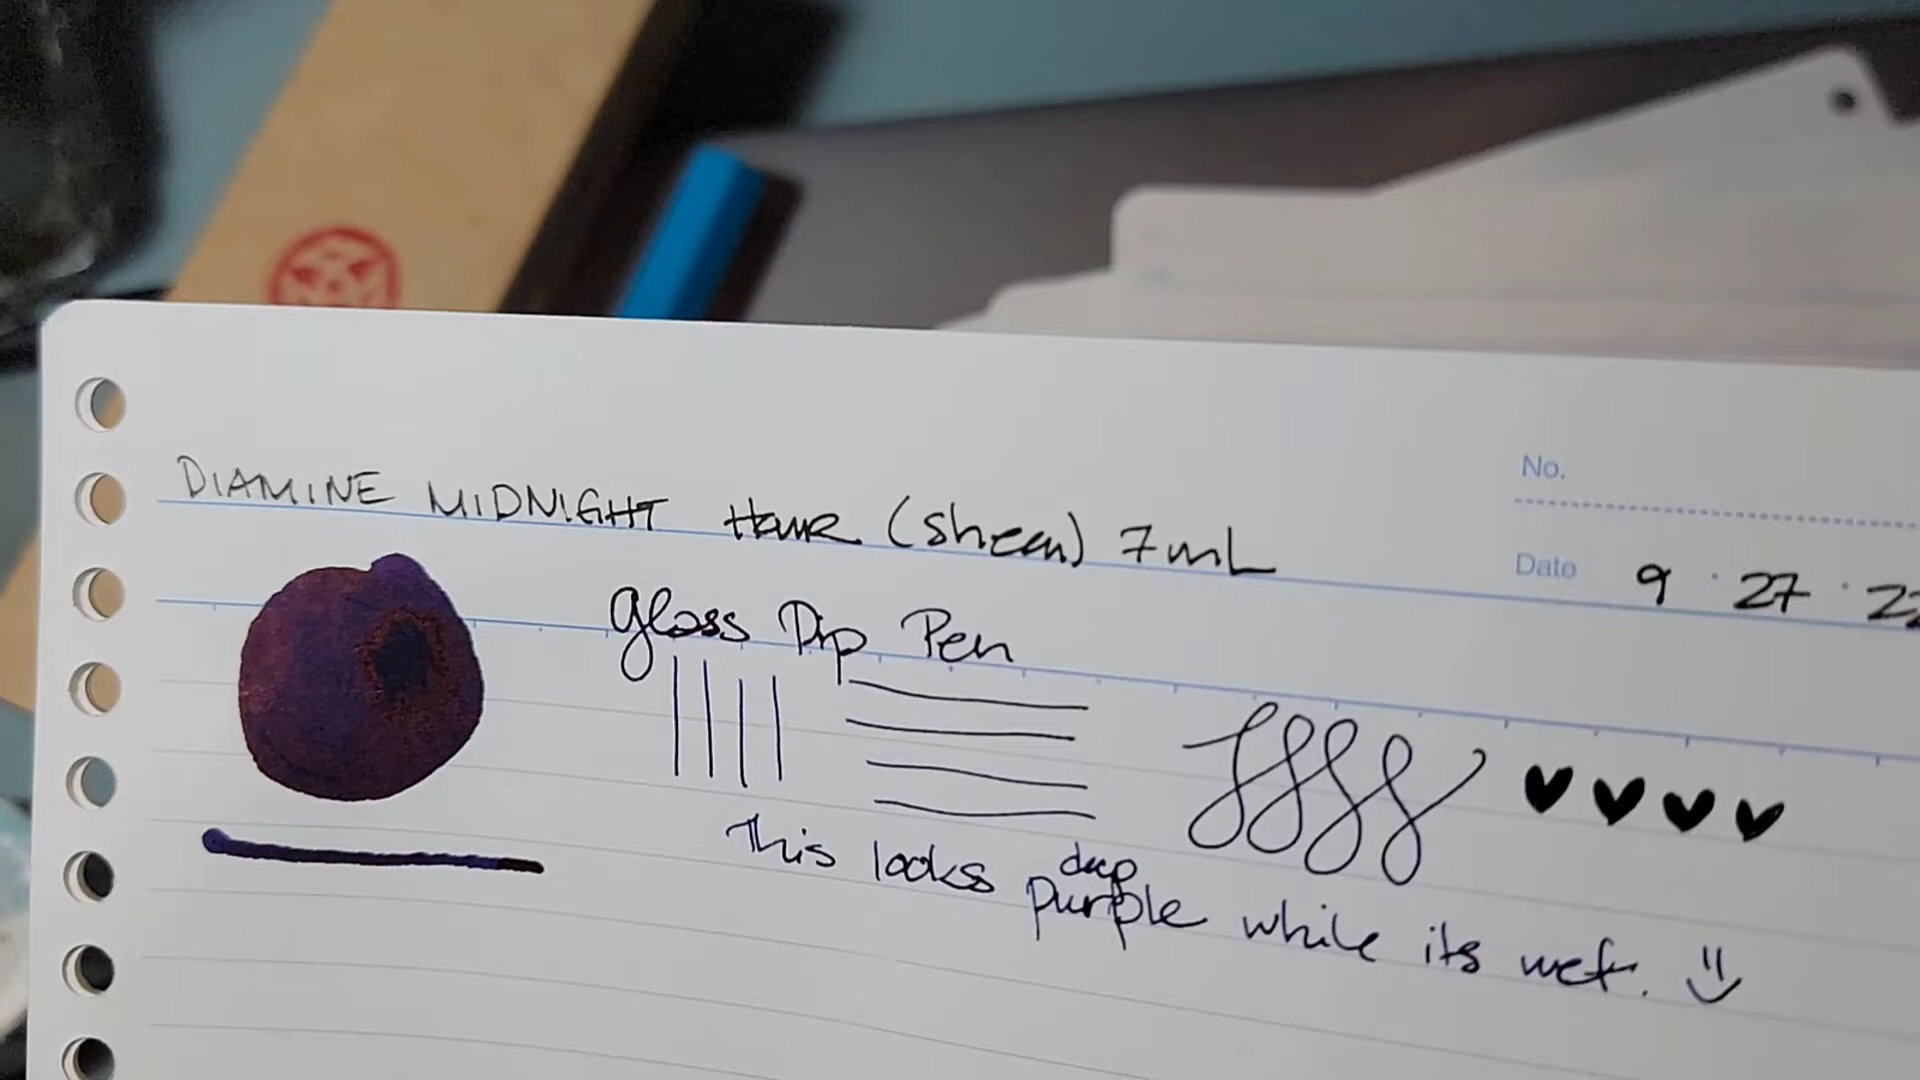 No.
DIAMINE MIDNIGHT HOUR (Sheen) 7mL
Date 9 27 22
Glass Dip Pen
This looks deep purple while its wet.